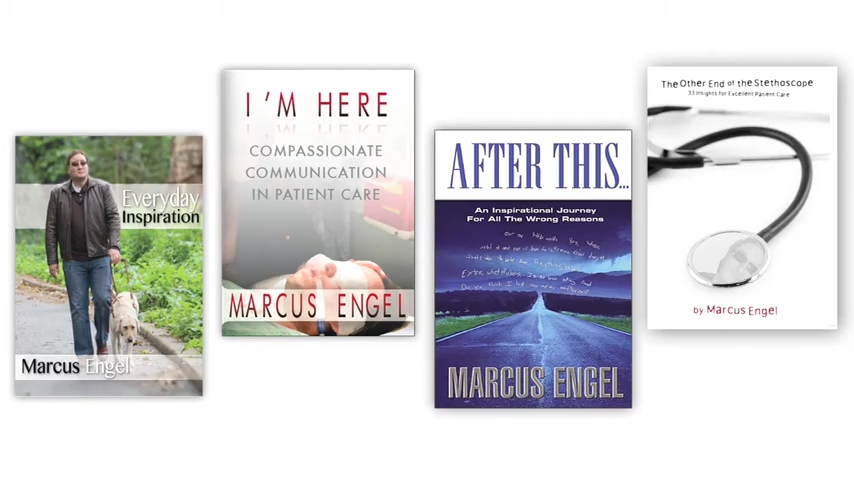 Everyday
Inspiration
Marcus Engel
I'M HERE
COMPASSIONATE
COMMUNICATION
IN PATIENT CARE
MARCUS ENGEL
AFTER THIS...
An Inspirational Journey
For All The Wrong Reasons
MARCUS ENGEL
The Other End of the Stethoscope
33 Insights for Excellent Patient Care
by Marcus Engel